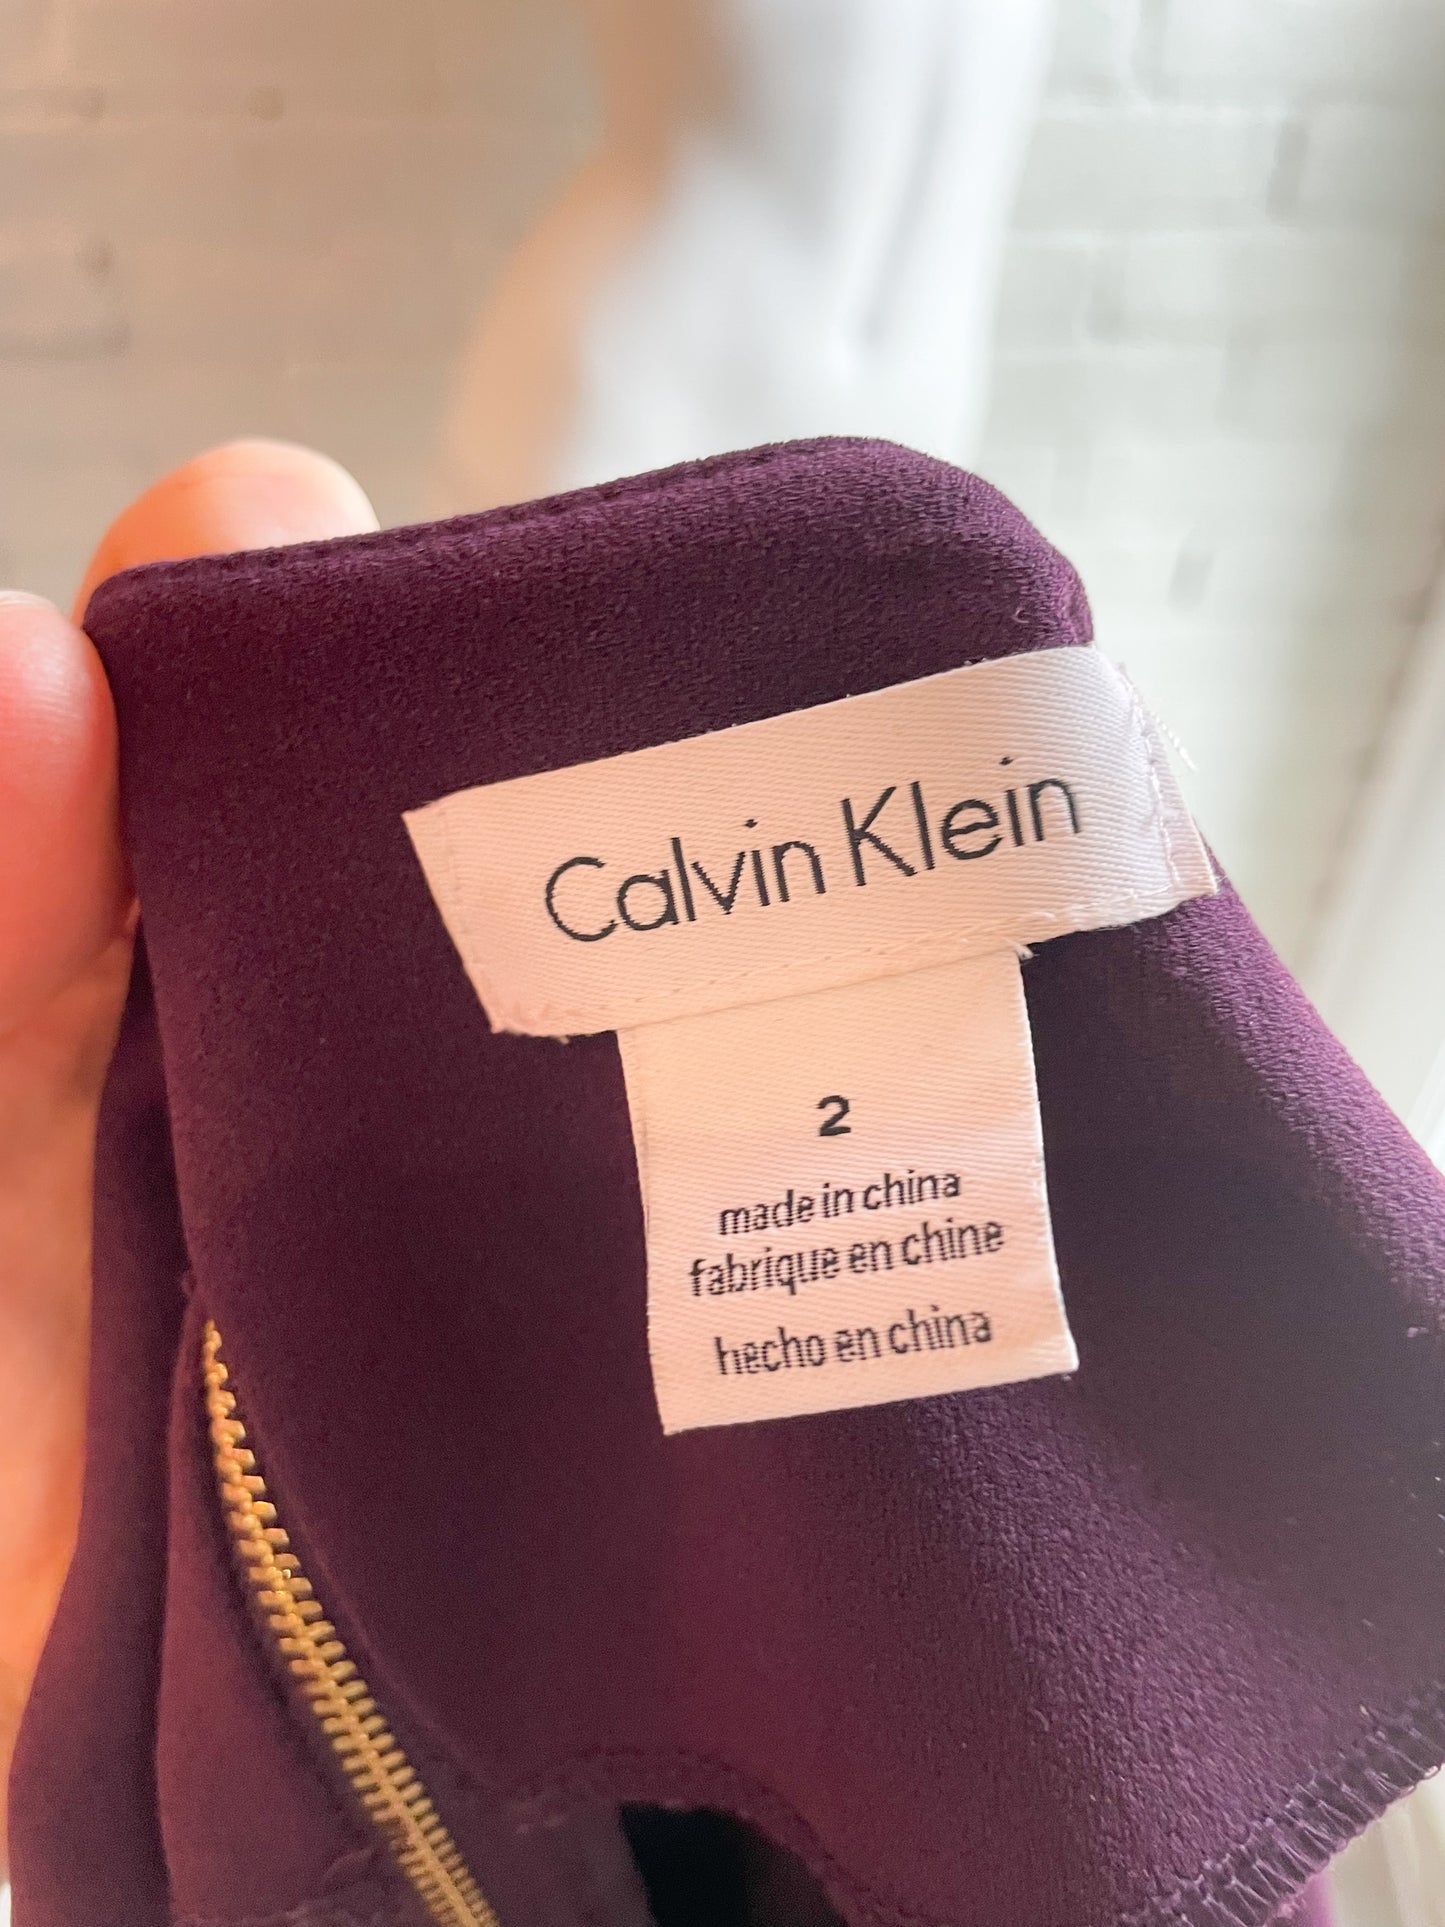 Calvin Klein
2
made in china
fabrique en chine
hecho en china